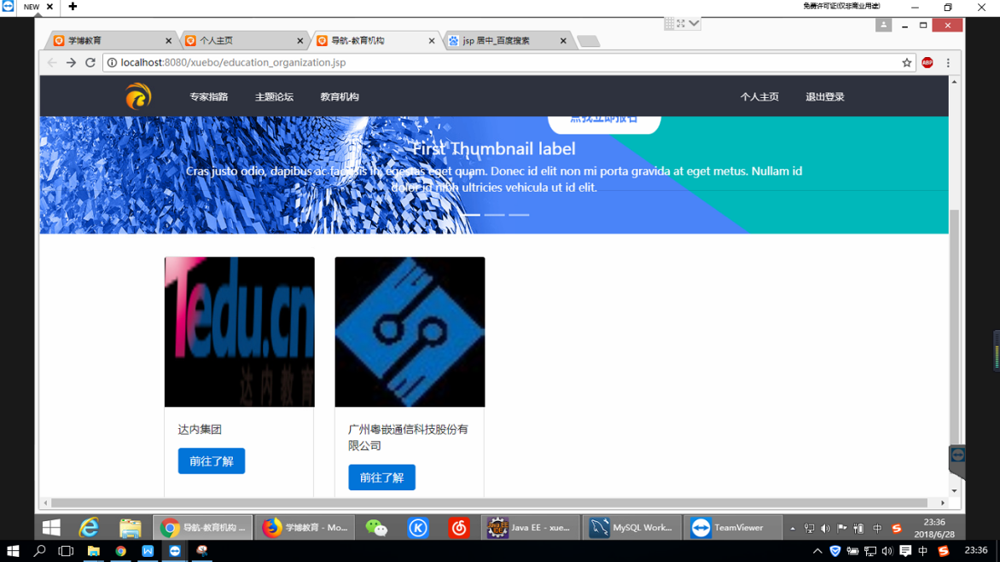 NEW
免费许可证(仅非商业用途)
学博教育
个人主页
导航-教育机构
jsp 居中_百度搜索
localhost:8080/xuebo/education_organization.jsp
ABP
专家指路
主题论坛
教育机构
个人主页
退出登录
点我立即报名
First Thumbnail label
Cras justo odio, dapibus ac facilisis in, egestas eget quam. Donec id elit non mi porta gravida at eget metus. Nullam id
dolor id nibh ultricies vehicula ut id elit.
Tedu.cn
达内教育
达内集团
前往了解
广州粤嵌通信科技股份有
限公司
前往了解
导航-教育机构 ...
学博教育 - Mo...
Java EE - xue...
MySQL Work...
TeamViewer
中
23:36
2018/6/28
中
23:36